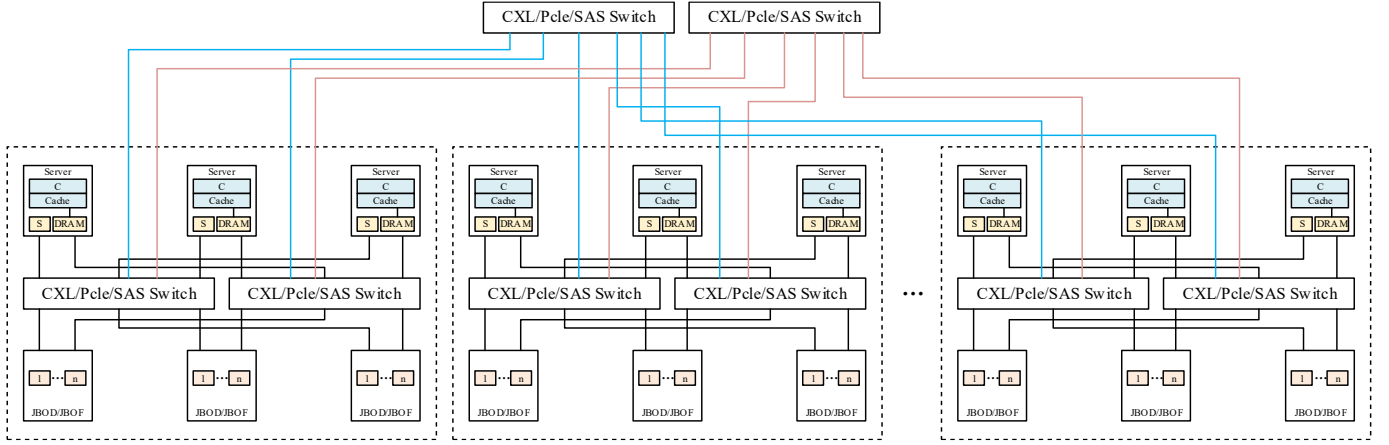 CXL/Pcle/SAS Switch CXL/Pcle/SAS Switch
Server Server Server Server Server Server Server Server Server
C C C C C C C C C
Cache Cache Cache Cache Cache Cache Cache Cache Cache
S DRAM S DRAM S DRAM S DRAM S DRAM S DRAM S DRAM S DRAM S DRAM
CXL/Pcle/SAS Switch CXL/Pcle/SAS Switch CXL/Pcle/SAS Switch CXL/Pcle/SAS Switch ... CXL/Pcle/SAS Switch CXL/Pcle/SAS Switch
1 ... n 1 ... n 1 ... n 1 ... n 1 ... n 1 ... n 1 ... n 1 ... n 1 ... n
JBOD/JBOF JBOD/JBOF JBOD/JBOF JBOD/JBOF JBOD/JBOF JBOD/JBOF JBOD/JBOF JBOD/JBOF JBOD/JBOF